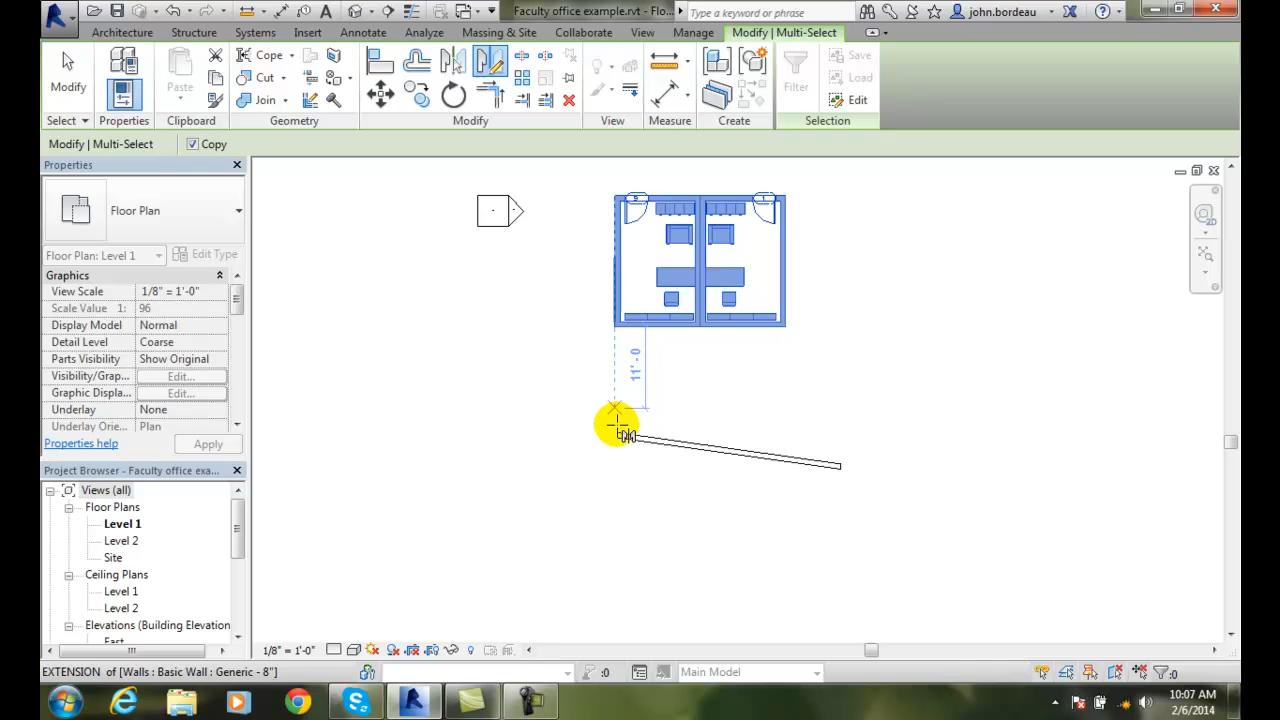 Faculty office example.rvt - Flo...
Type a keyword or phrase
john.bordeau
Architecture Structure Systems Insert Annotate Analyze Massing & Site Collaborate View Manage Modify | Multi-Select
Modify
Paste
Cope
Cut
Join
Filter
Save
Load
Edit
Select Properties Clipboard Geometry Modify View Measure Create Selection
Modify | Multi-Select Copy
Properties
Floor Plan
Floor Plan: Level 1 Edit Type
Graphics
View Scale 1/8" = 1'-0"
Scale Value 1: 96
Display Model Normal
Detail Level Coarse
Parts Visibility Show Original
Visibility/Grap... Edit...
Graphic Displa... Edit...
Underlay None
Underlay Orie... Plan
Properties help Apply
Project Browser - Faculty office exa...
Views (all)
Floor Plans
Level 1
Level 2
Site
Ceiling Plans
Level 1
Level 2
Elevations (Building Elevation
East
11' - 0
1/8" = 1'-0"
EXTENSION of [Walls : Basic Wall : Generic - 8"]
:0
Main Model
:0
10:07 AM
2/6/2014